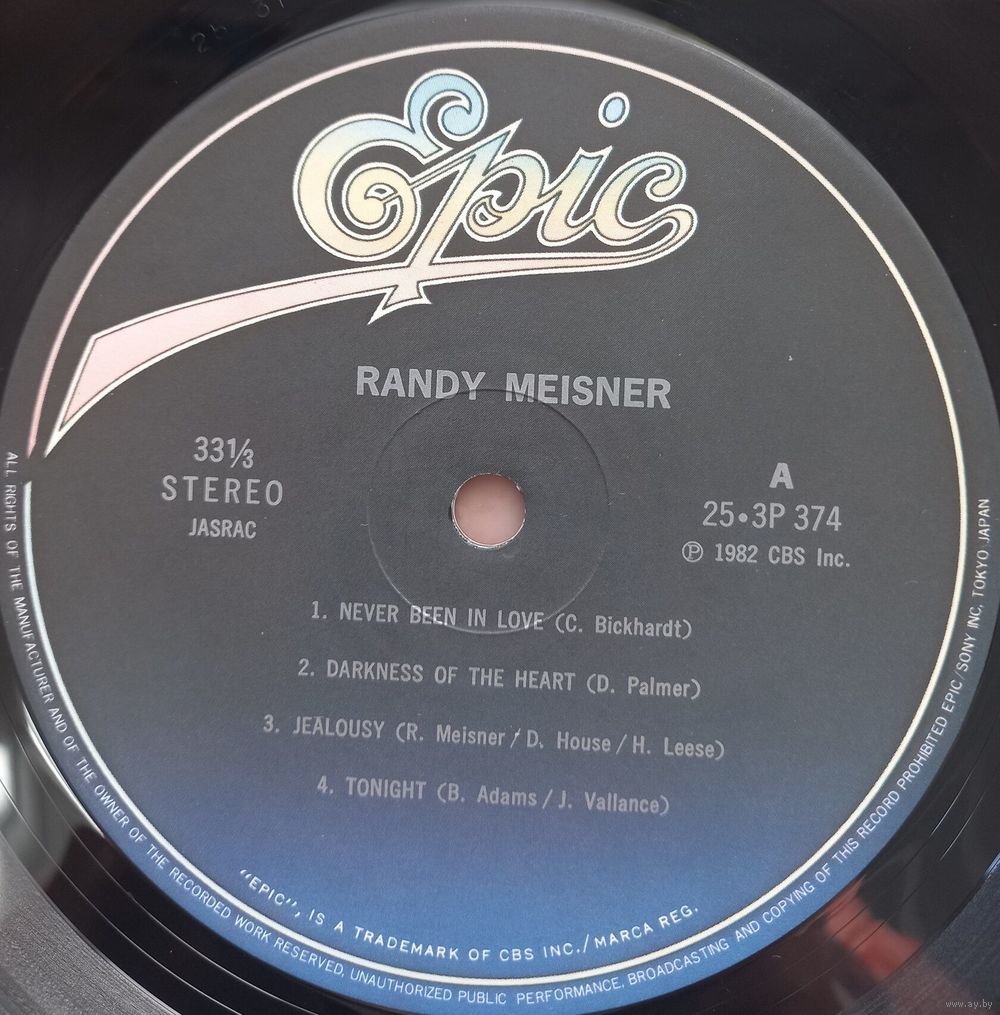 Epic
RANDY MEISNER
33⅓
STEREO
JASRAC
A
25•3P 374
Ⓟ 1982 CBS Inc.
1. NEVER BEEN IN LOVE (C. Bickhardt)
2. DARKNESS OF THE HEART (D. Palmer)
3. JEALOUSY (R. Meisner/D. House/H. Leese)
4. TONIGHT (B. Adams/J. Vallance)
"EPIC", IS A TRADEMARK OF CBS INC./MARCA REG.
ALL RIGHTS OF THE MANUFACTURER AND OF THE OWNER OF THE RECORDED WORK RESERVED. UNAUTHORIZED PUBLIC PERFORMANCE. BROADCASTING AND COPYING OF THIS RECORD PROHIBITED EPIC/SONY INC. TOKYO JAPAN
www.ay.by